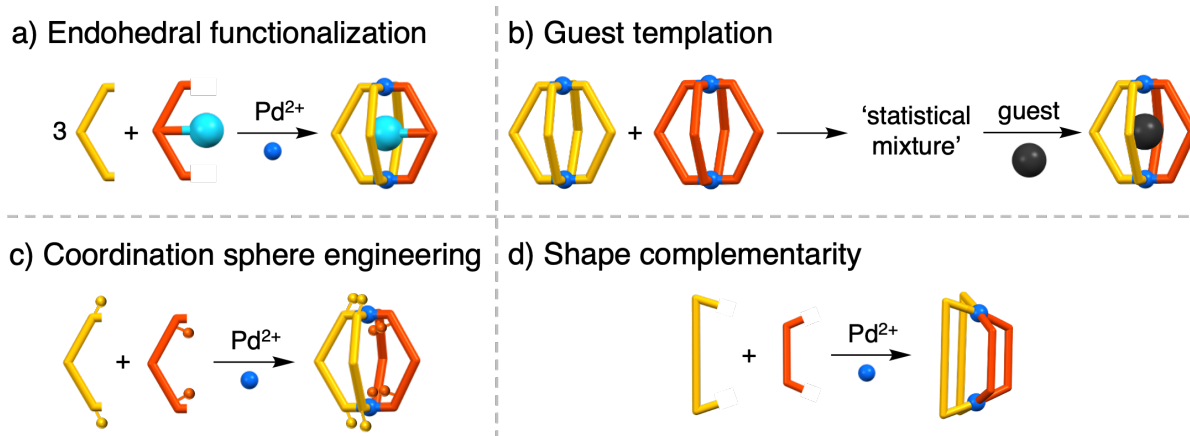 a) Endohedral functionalization
3 + Pd²⁺
b) Guest templation
+ ‘statistical
mixture’
guest
c) Coordination sphere engineering
+ Pd²⁺
d) Shape complementarity
+ Pd²⁺